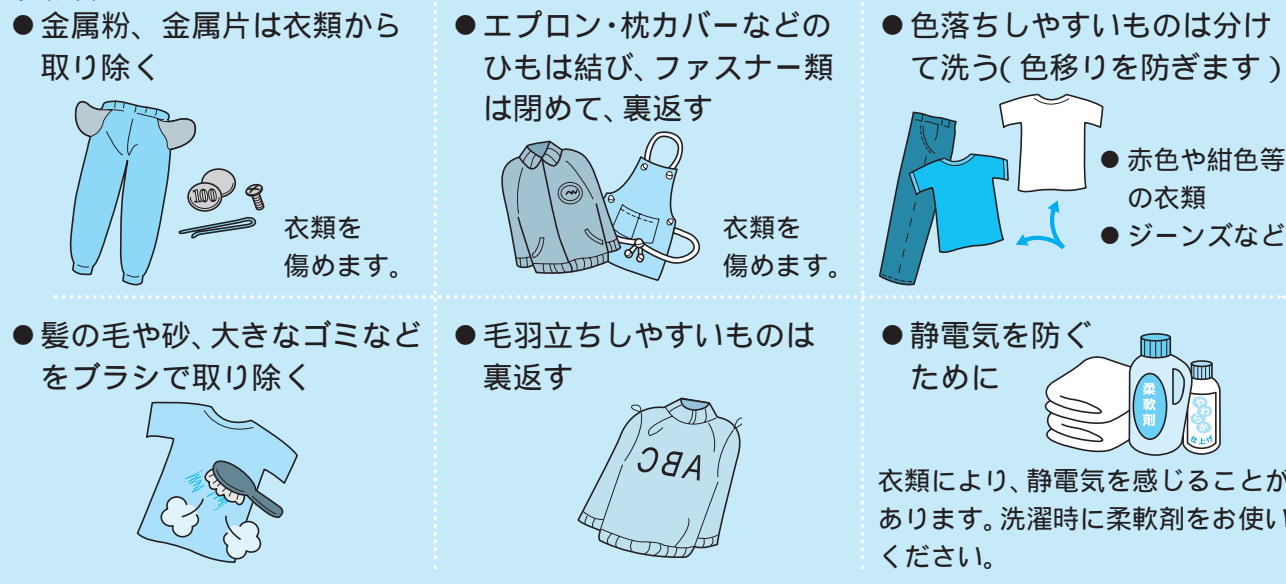 ● 金属粉、金属片は衣類から
取り除く
100
衣類を
傷めます。
● エプロン・枕カバーなどの
ひもは結び、ファスナー類
は閉めて、裏返す
衣類を
傷めます。
● 色落ちしやすいものは分け
て洗う(色移りを防ぎます)
● 赤色や紺色等
の衣類
● ジーンズなど
● 髪の毛や砂、大きなゴミなど
をブラシで取り除く
● 毛羽立ちしやすいものは
裏返す
ABC
● 静電気を防ぐ
ために
柔軟剤
やわらか
仕上げ
衣類により、静電気を感じることが
あります。洗濯時に柔軟剤をお使い
ください。